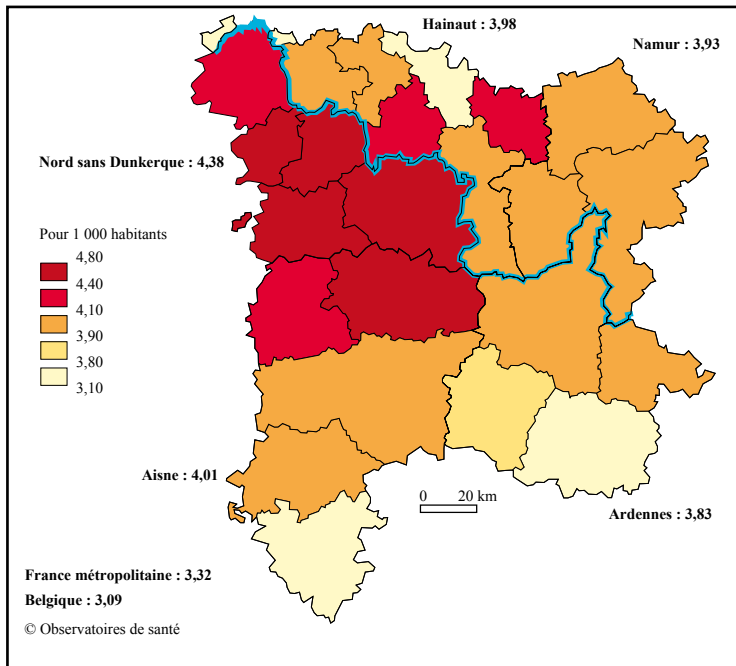 Hainaut : 3,98
Namur : 3,93
Nord sans Dunkerque : 4,38
Pour 1 000 habitants
4,80
4,40
4,10
3,90
3,80
3,10
Aisne : 4,01
0 20 km
Ardennes : 3,83
France métropolitaine : 3,32
Belgique : 3,09
© Observatoires de santé